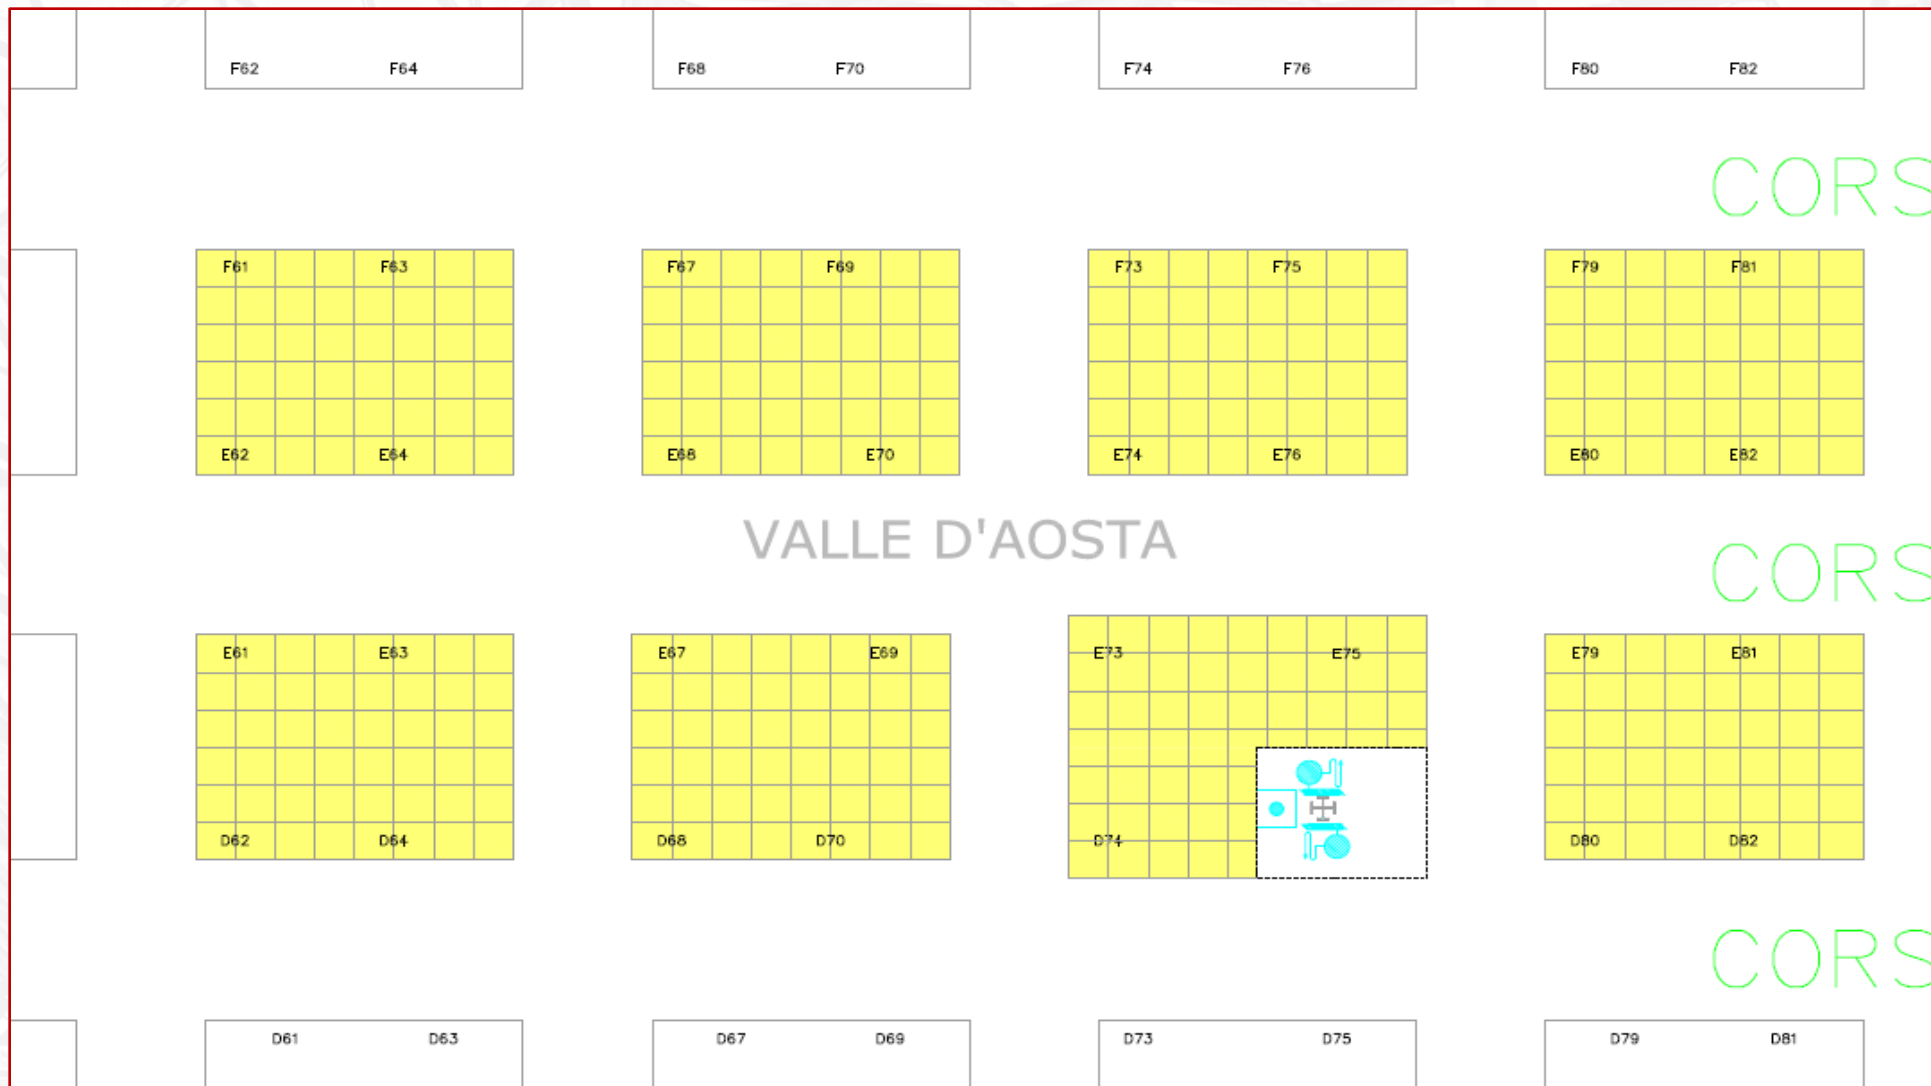 F62 F64 F68 F70 F74 F76 F80 F82
CORS
F61 F63 F67 F69 F73 F75 F79 F81
E62 E64 E68 E70 E74 E76 E80 E82
VALLE D'AOSTA
CORS
E61 E63 E67 E69 E73 E75 E79 E81
D62 D64 D68 D70 D74 D80 D82
CORS
D61 D63 D67 D69 D73 D75 D79 D81